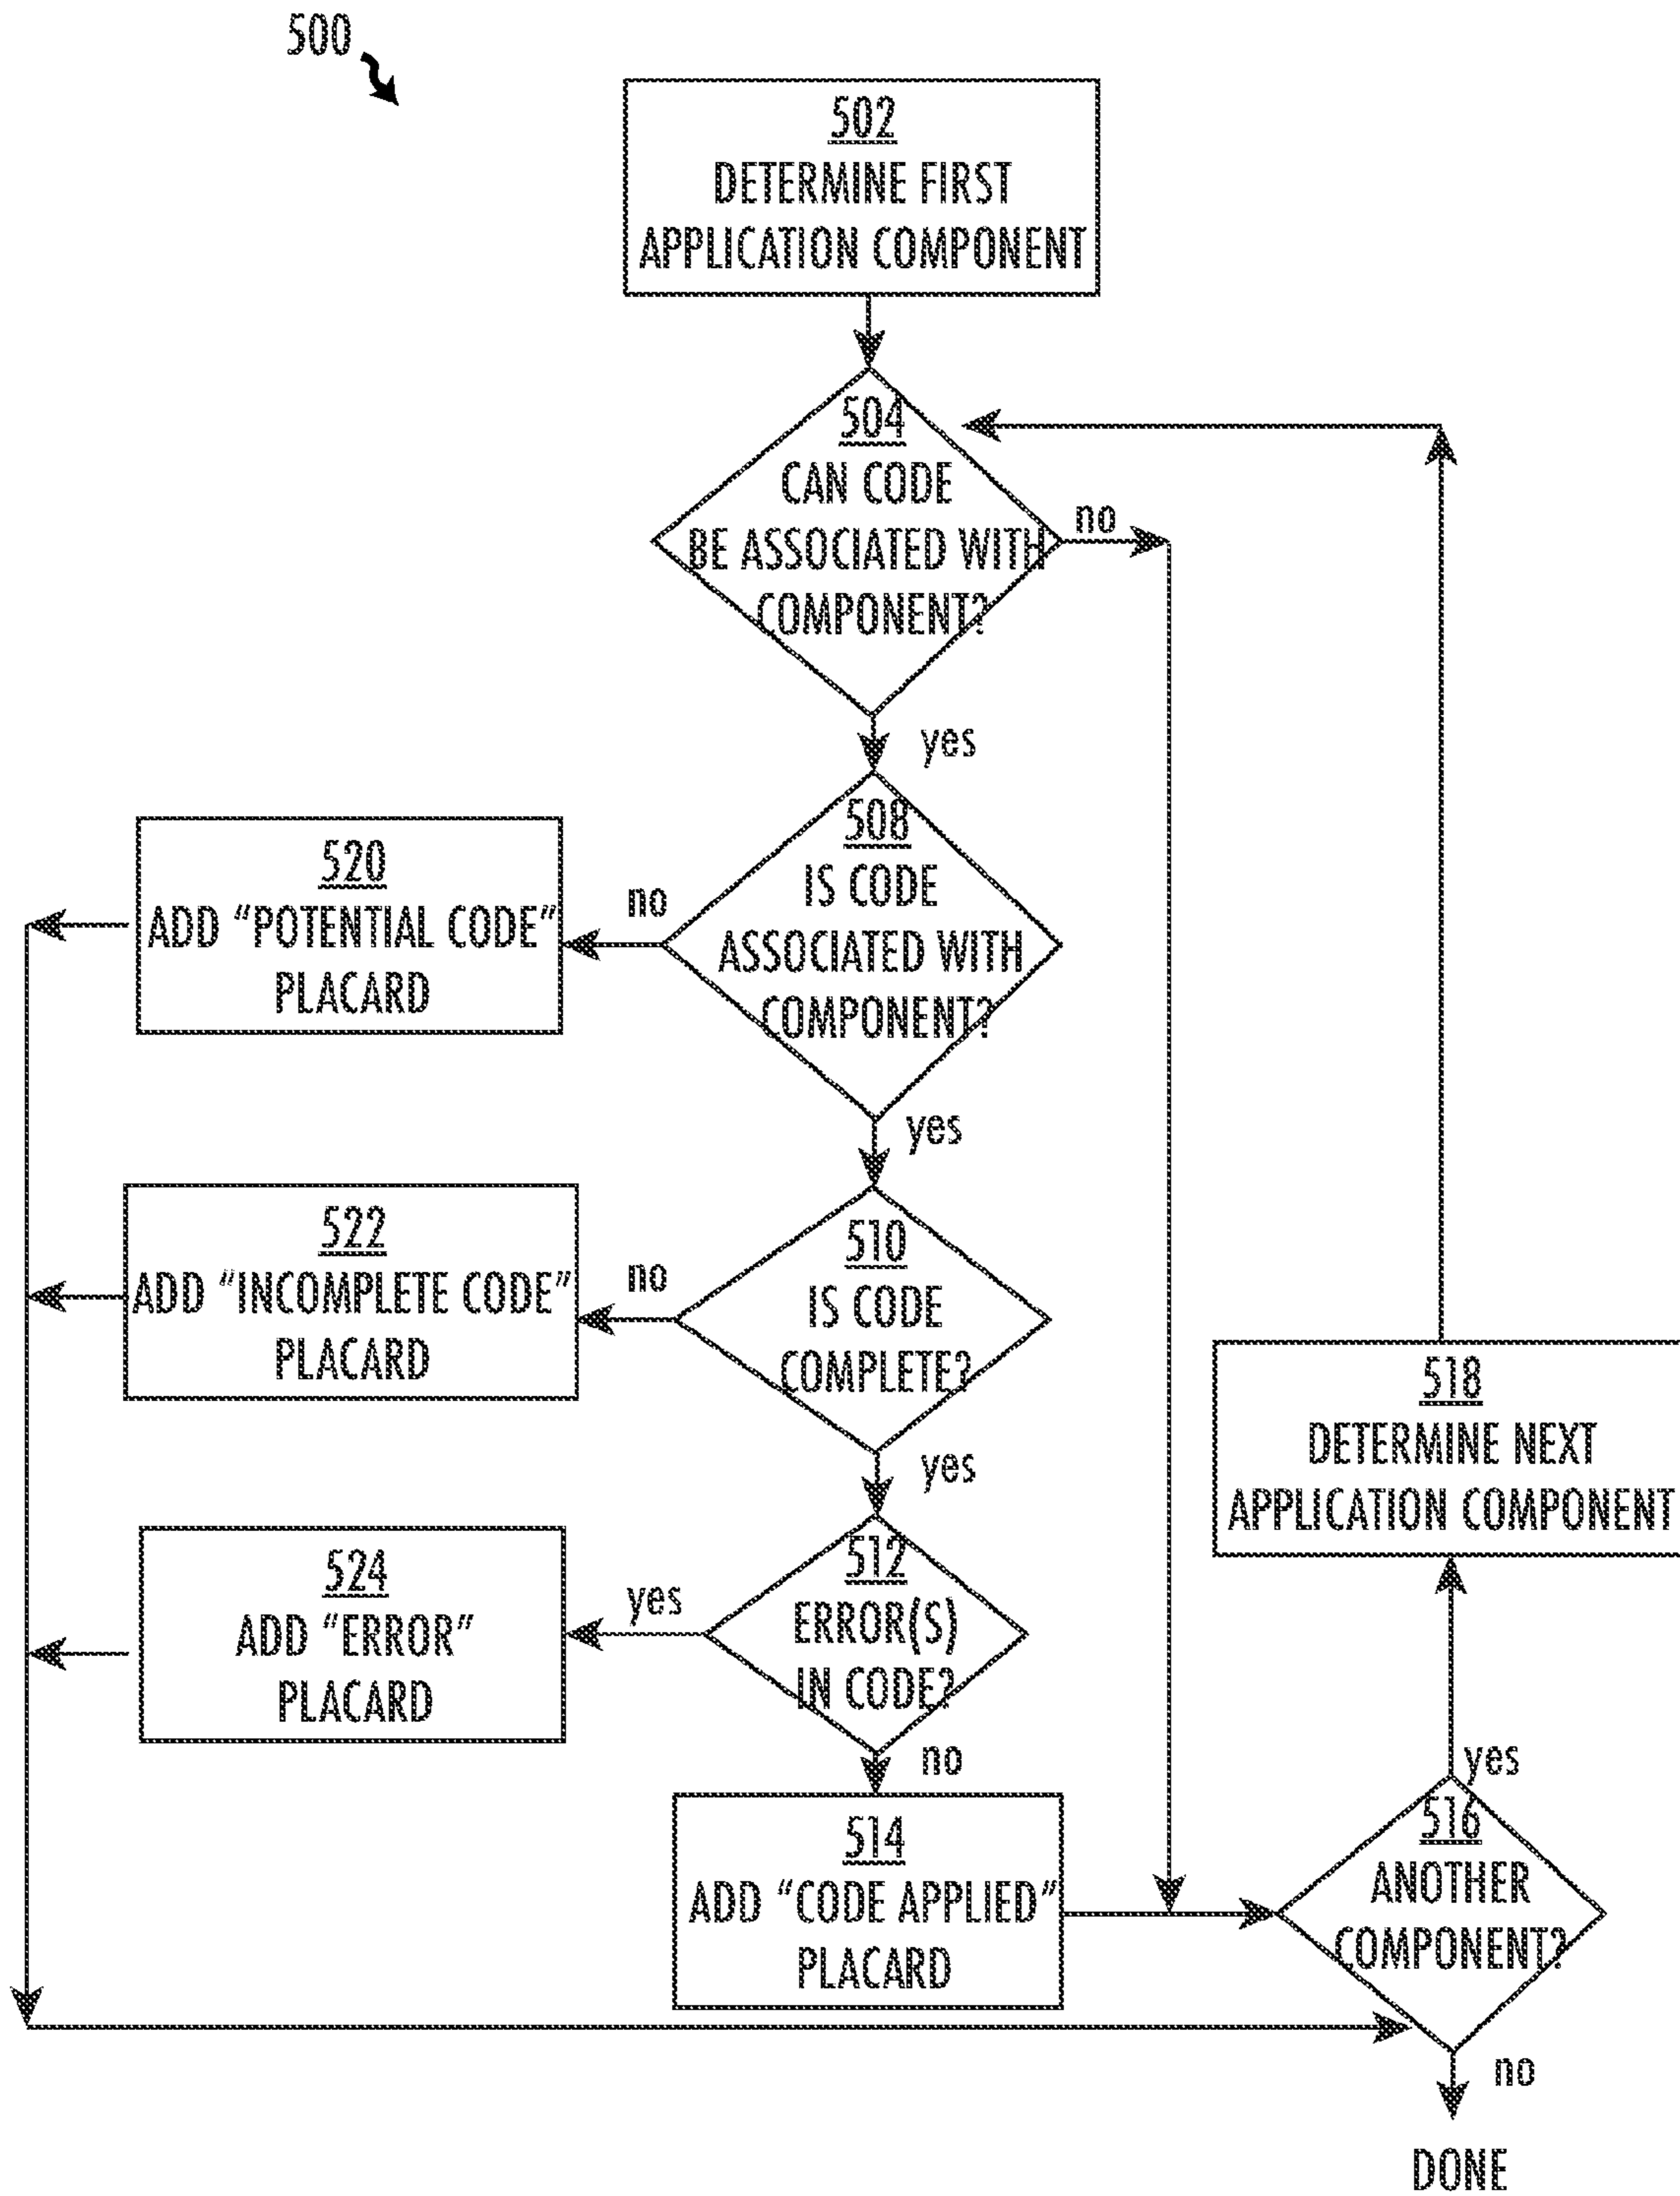 500
502
DETERMINE FIRST
APPLICATION COMPONENT
504
CAN CODE
BE ASSOCIATED WITH
COMPONENT?
no
yes
508
IS CODE
ASSOCIATED WITH
COMPONENT?
no
520
ADD “POTENTIAL CODE”
PLACARD
yes
510
IS CODE
COMPLETE?
no
522
ADD “INCOMPLETE CODE”
PLACARD
yes
512
ERROR(S)
IN CODE?
yes
524
ADD “ERROR”
PLACARD
no
514
ADD “CODE APPLIED”
PLACARD
516
ANOTHER
COMPONENT?
yes
518
DETERMINE NEXT
APPLICATION COMPONENT
no
DONE